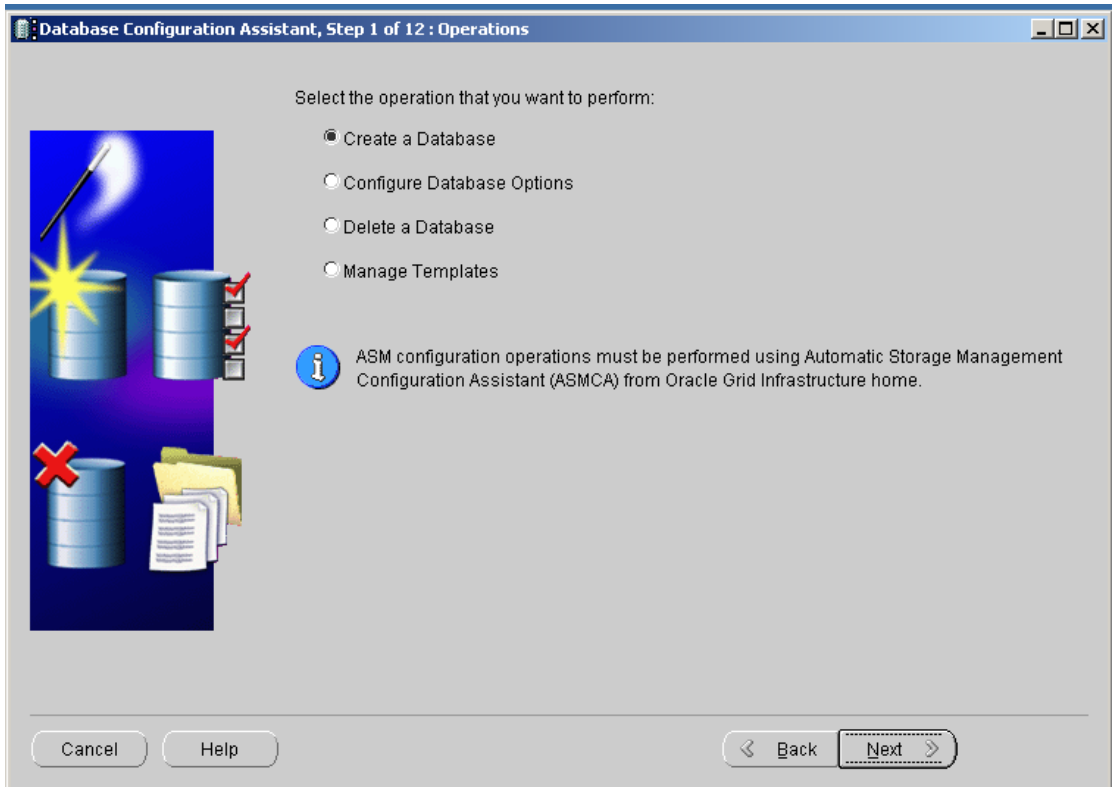 Database Configuration Assistant, Step 1 of 12 : Operations
Select the operation that you want to perform:
Create a Database
Configure Database Options
Delete a Database
Manage Templates
ASM configuration operations must be performed using Automatic Storage Management
Configuration Assistant (ASMCA) from Oracle Grid Infrastructure home.
Cancel Help Back Next